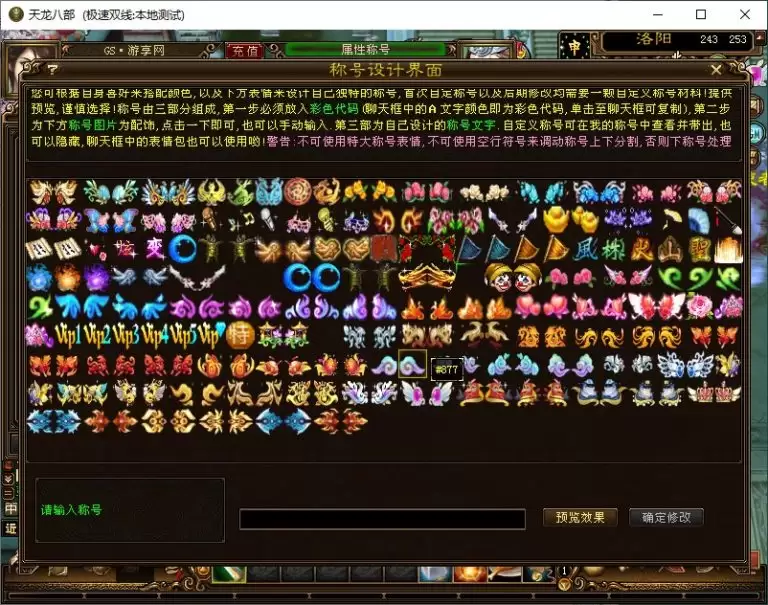 天龙八部 (极速双线:本地测试)
GS·游享网
充值
属性称号
申
洛阳
243 253
?
称号设计界面
您可根据自身喜好来搭配颜色,以及下方表情来设计自己独特的称号,首次自定称号以及后期修改均需要一颗自定义称号材料!提供
预览,谨慎选择!称号由三部分组成,第一步必须放入彩色代码(聊天框中的A文字颜色即为彩色代码,单击至聊天框可复制),第二步
为下方称号图片为配饰,点击一下即可,也可以手动输入.第三部为自己设计的称号文字.自定义称号可在我的称号中查看并带出,也
可以隐藏,聊天框中的表情包也可以使用哟!警告:不可使用特大称号表情,不可使用空行符号来调动称号上下分割,否则下称号处理
炫 变 風 火 山
Vip1 Vip2 Vip3 Vip4 Vip5 Vip 特
#877
请输入称号
预览效果
确定修改
1